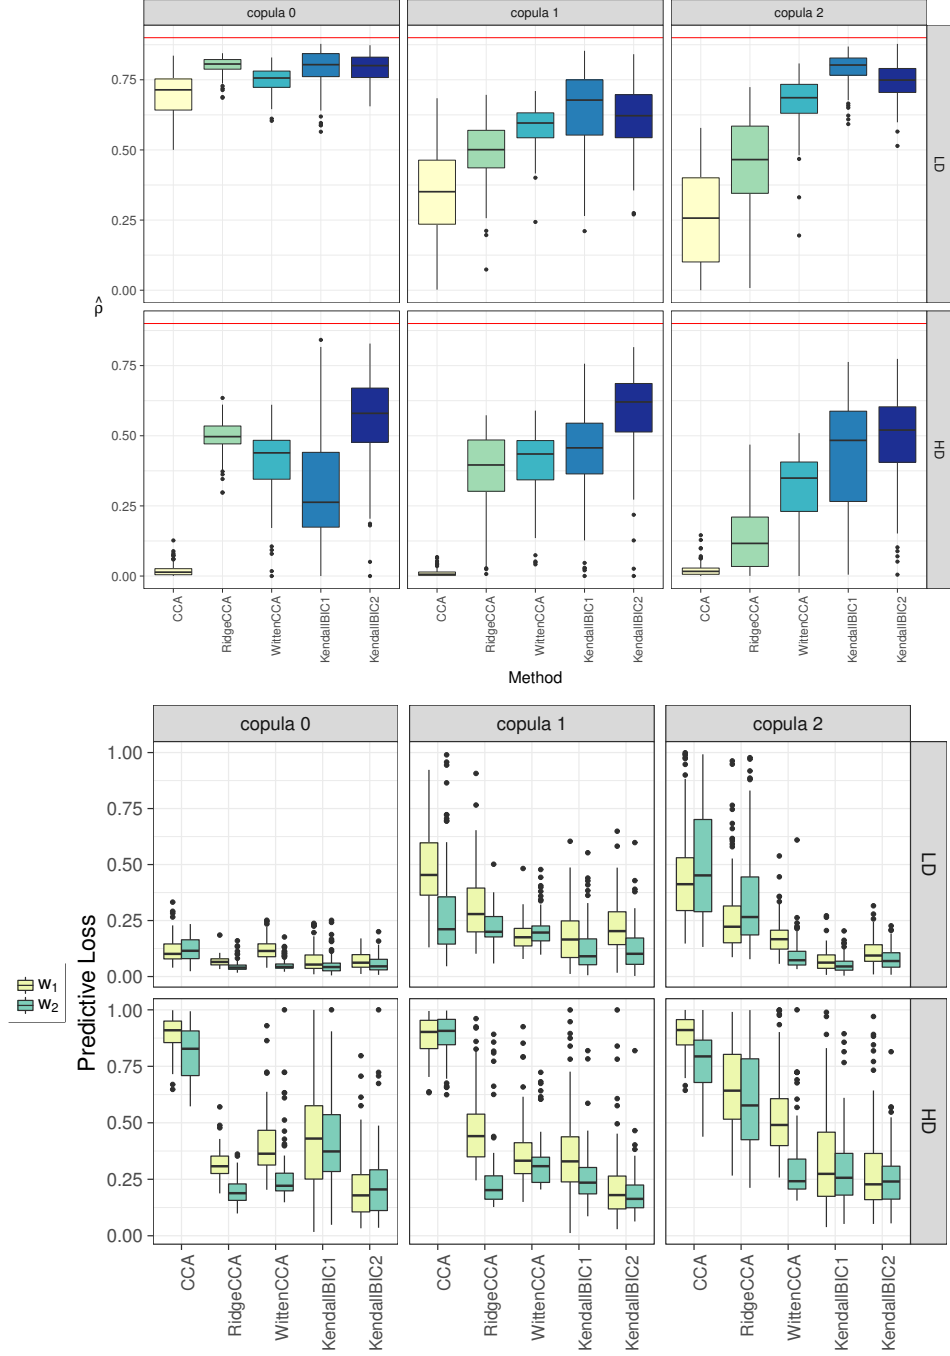 copula 0 copula 1 copula 2
0.75
0.50
0.25
0.00
LD
ρ̂
0.75
0.50
0.25
0.00
HD
CCA RidgeCCA WittenCCA KendallBIC1 KendallBIC2 CCA RidgeCCA WittenCCA KendallBIC1 KendallBIC2 CCA RidgeCCA WittenCCA KendallBIC1 KendallBIC2
Method
copula 0 copula 1 copula 2
1.00
0.75
0.50
0.25
0.00
LD
Predictive Loss
w₁
w₂
1.00
0.75
0.50
0.25
0.00
HD
CCA RidgeCCA WittenCCA KendallBIC1 KendallBIC2 CCA RidgeCCA WittenCCA KendallBIC1 KendallBIC2 CCA RidgeCCA WittenCCA KendallBIC1 KendallBIC2